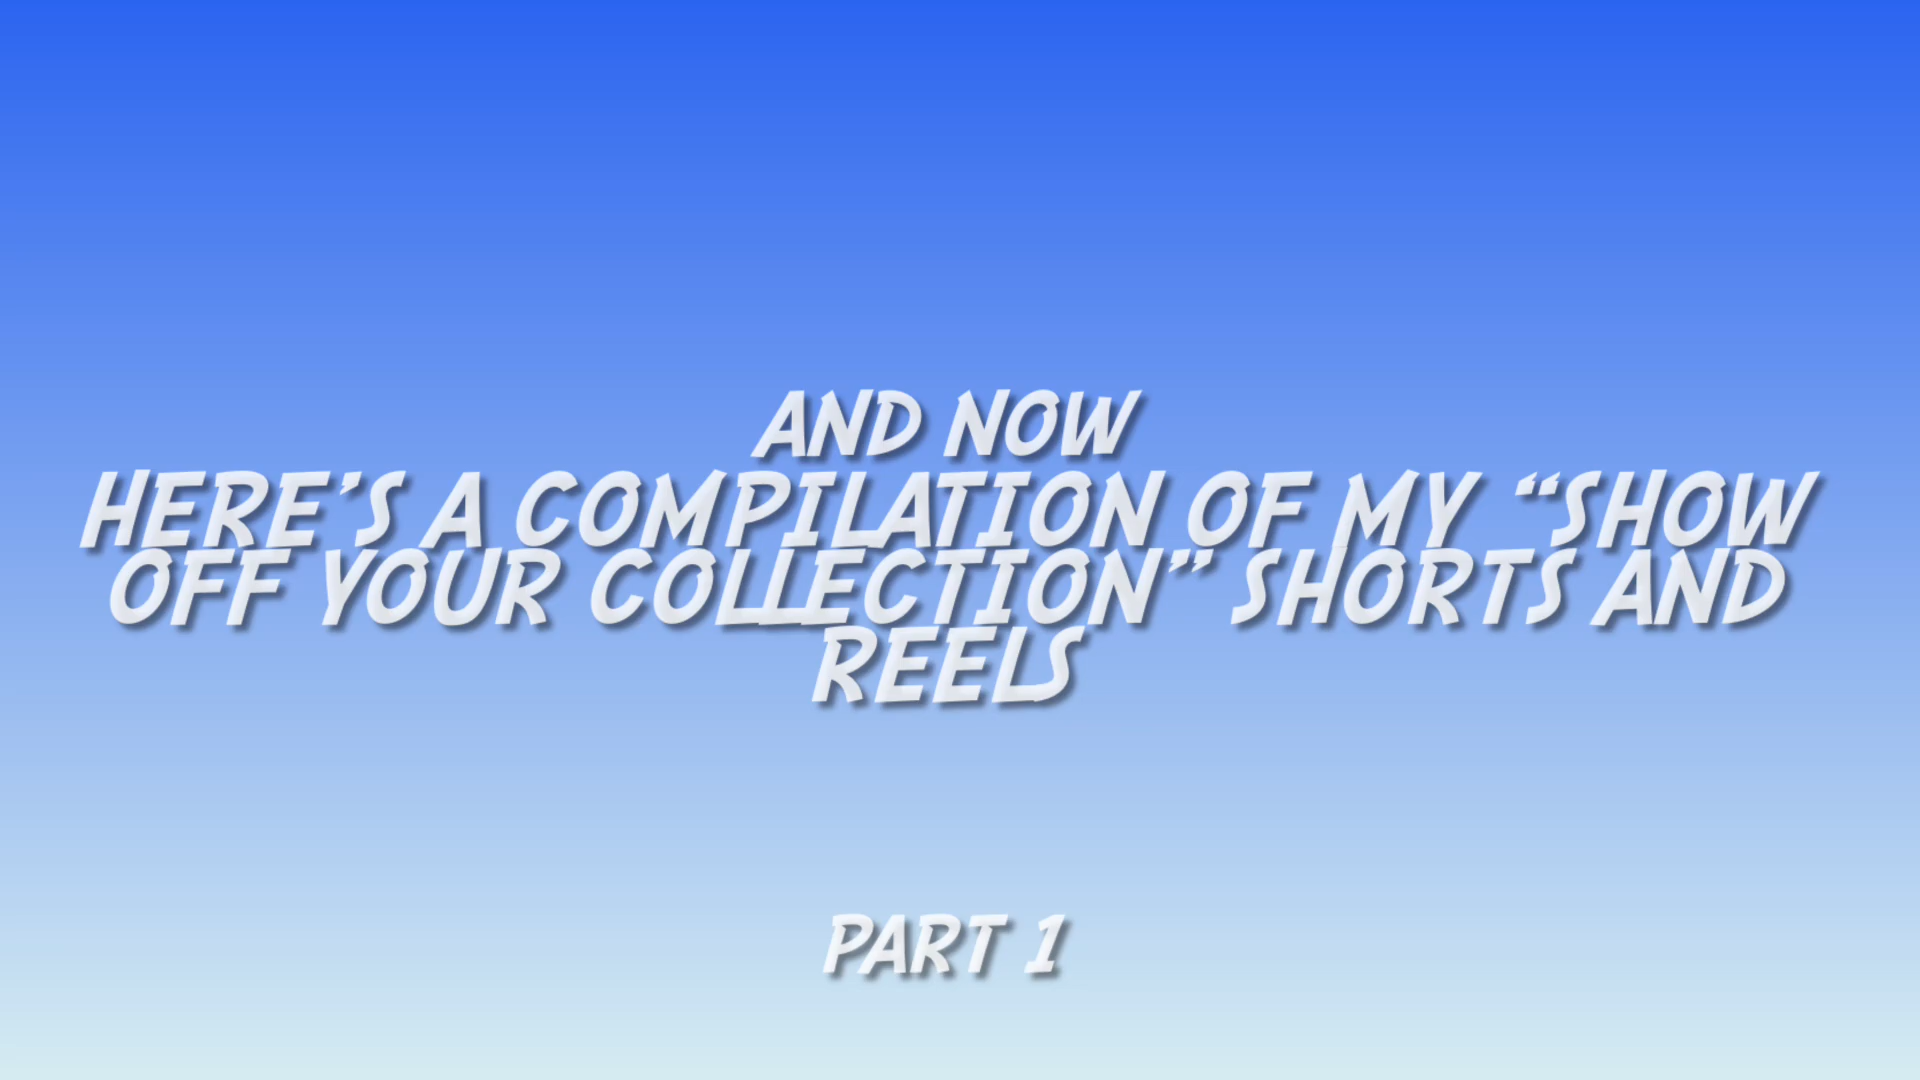 AND NOW
HERE'S A COMPILATION OF MY “SHOW
OFF YOUR COLLECTION” SHORTS AND
REELS
PART 1